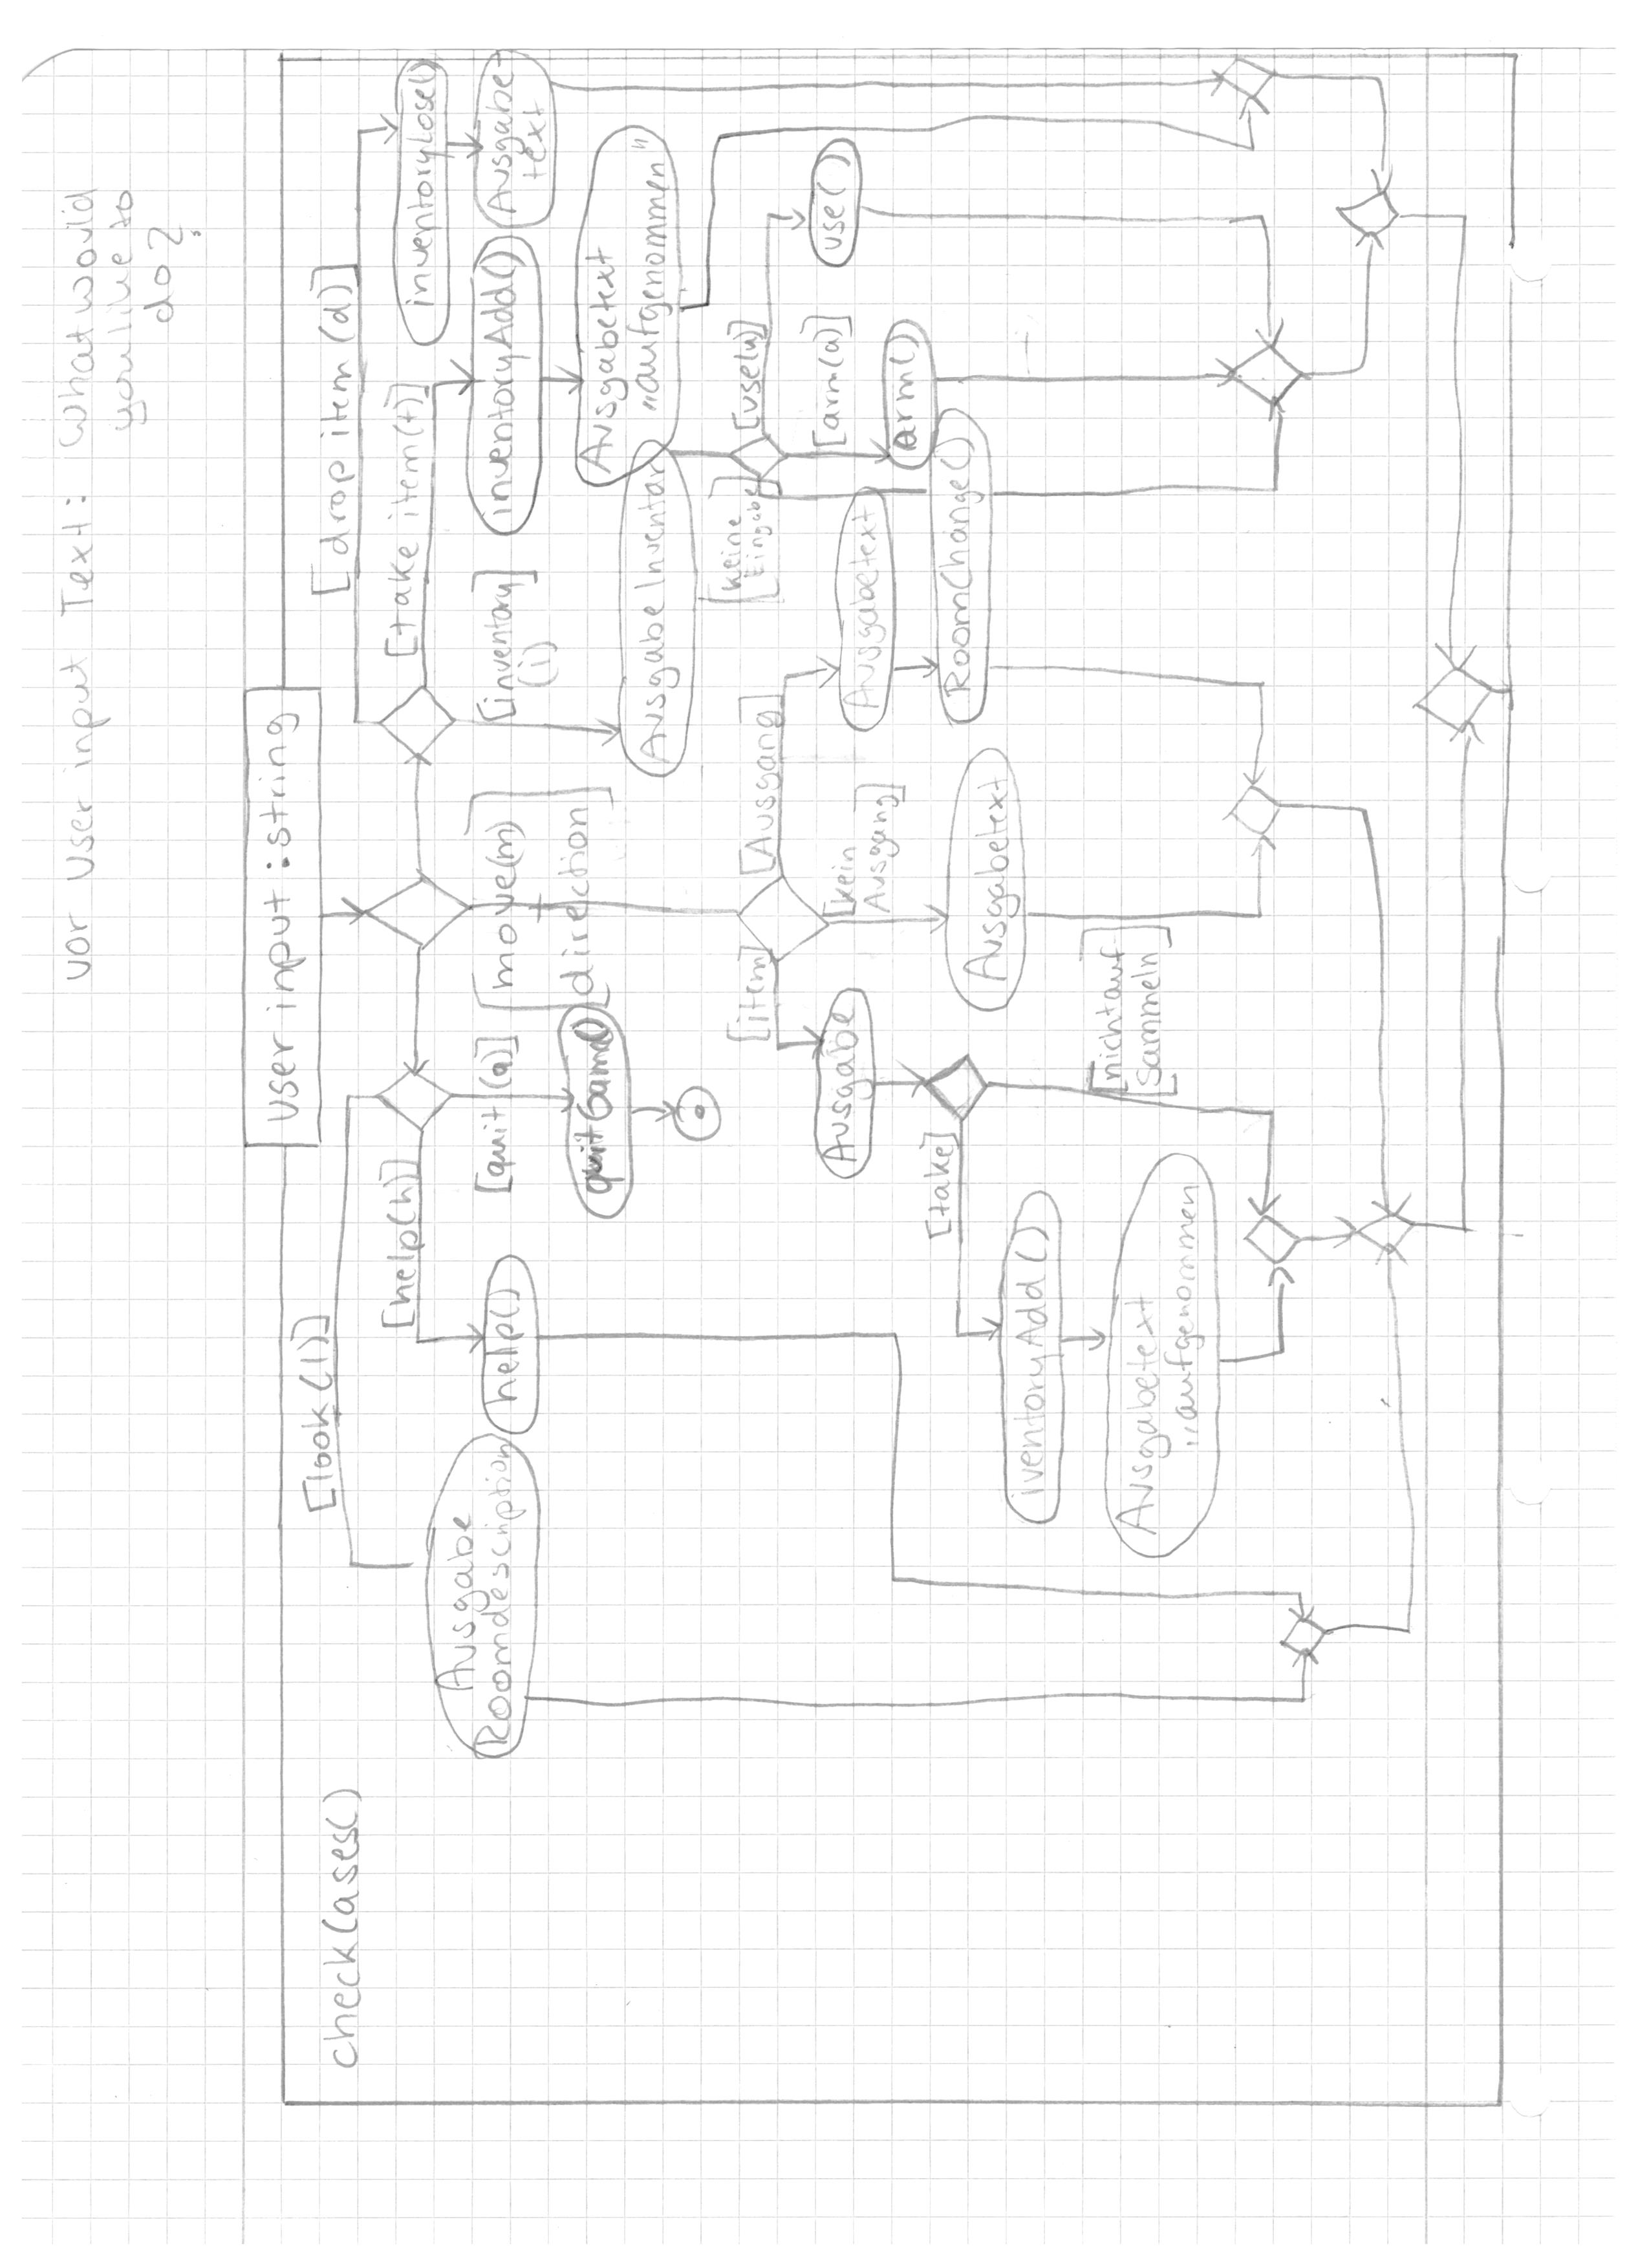 vor User input Text: What would
you like to
do?
user input : string
checkCases()
[look(l)]
[drop item (d)]
[help(h)]
[take item(t)]
inventoryLose()
Ausgabe
Roomdescription
help()
[quit (q)]
[move(m)
+
direction]
[inventory
(i)]
inventoryAdd()
Ausgabe-
text
quitGame()
Ausgabe Inventar
Ausgabetext
„aufgenommen"
[item]
[Ausgang]
[keine
Eingabe]
[use(u)]
Ausgabe
[kein
Ausgang]
Ausgabetext
[arm(a)]
use()
arm()
[take]
Ausgabetext
RoomChange()
iventoryAdd()
[nicht auf-
sammeln]
Ausgabetext
„aufgenommen